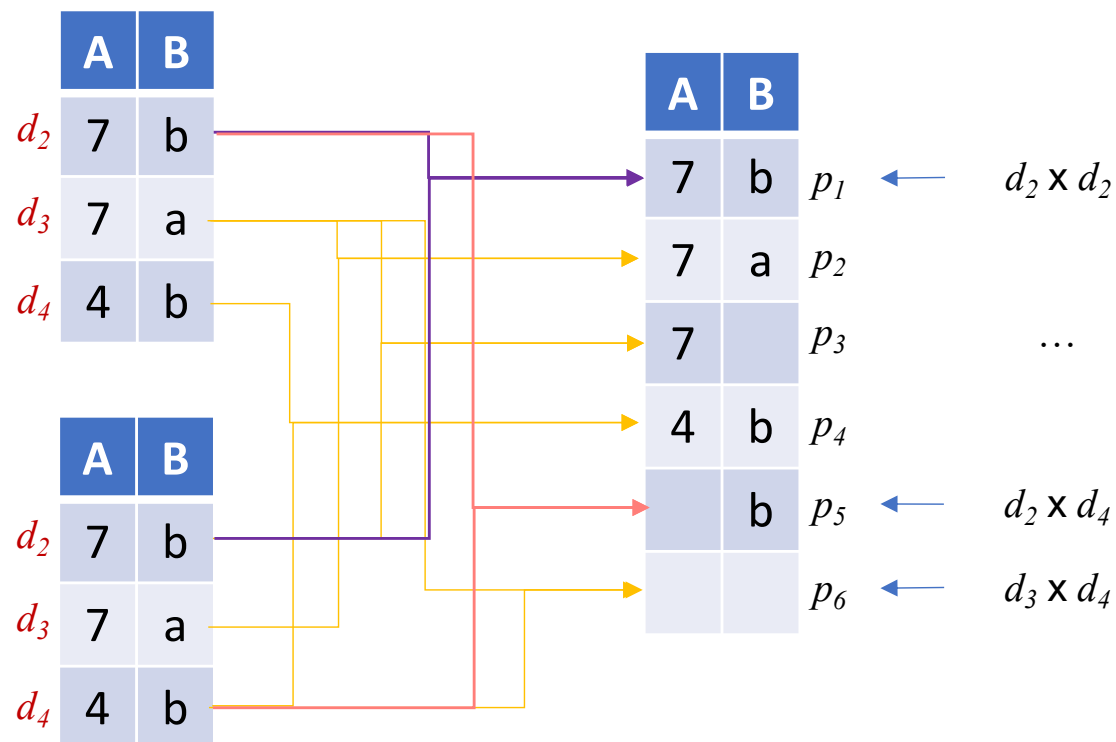 A B
d2 7 b
d3 7 a
d4 4 b
A B
d2 7 b
d3 7 a
d4 4 b
A B
7 b p1 d2 x d2
7 a p2
7 p3 ...
4 b p4
b p5 d2 x d4
p6 d3 x d4